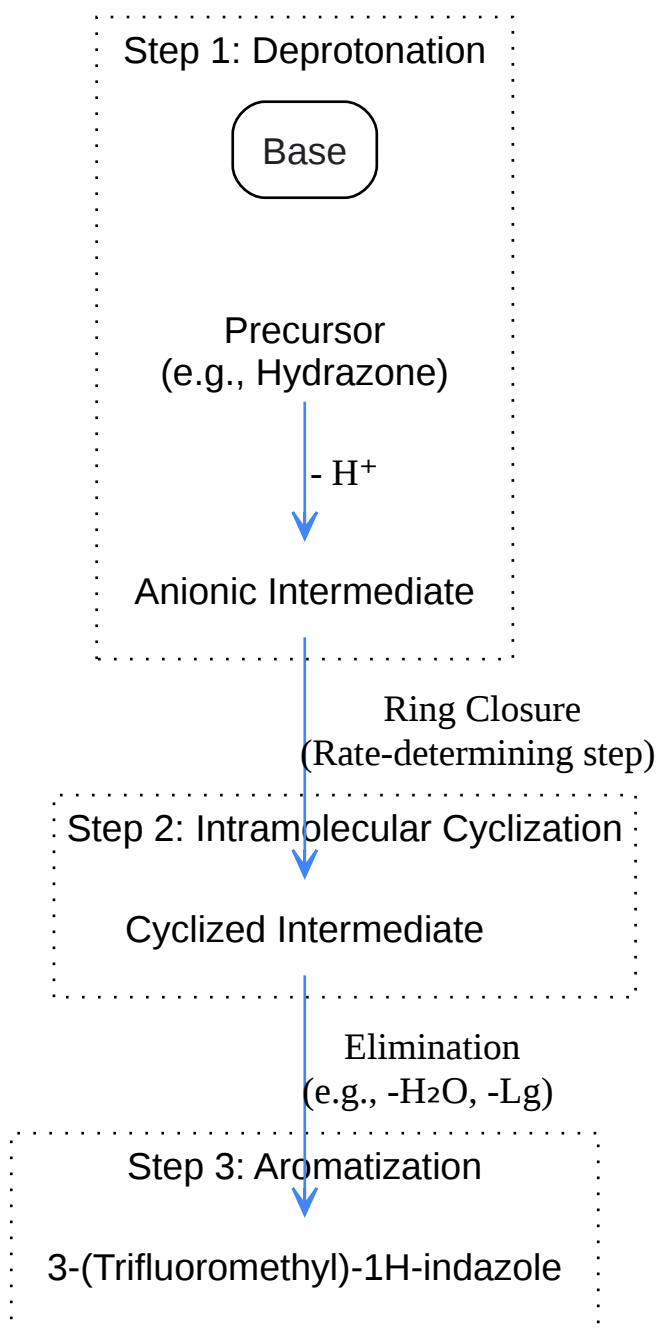 Step 1: Deprotonation
Base
Precursor
(e.g., Hydrazone)
- H⁺
Anionic Intermediate
Ring Closure
(Rate-determining step)
Step 2: Intramolecular Cyclization
Cyclized Intermediate
Elimination
(e.g., -H₂O, -Lg)
Step 3: Aromatization
3-(Trifluoromethyl)-1H-indazole